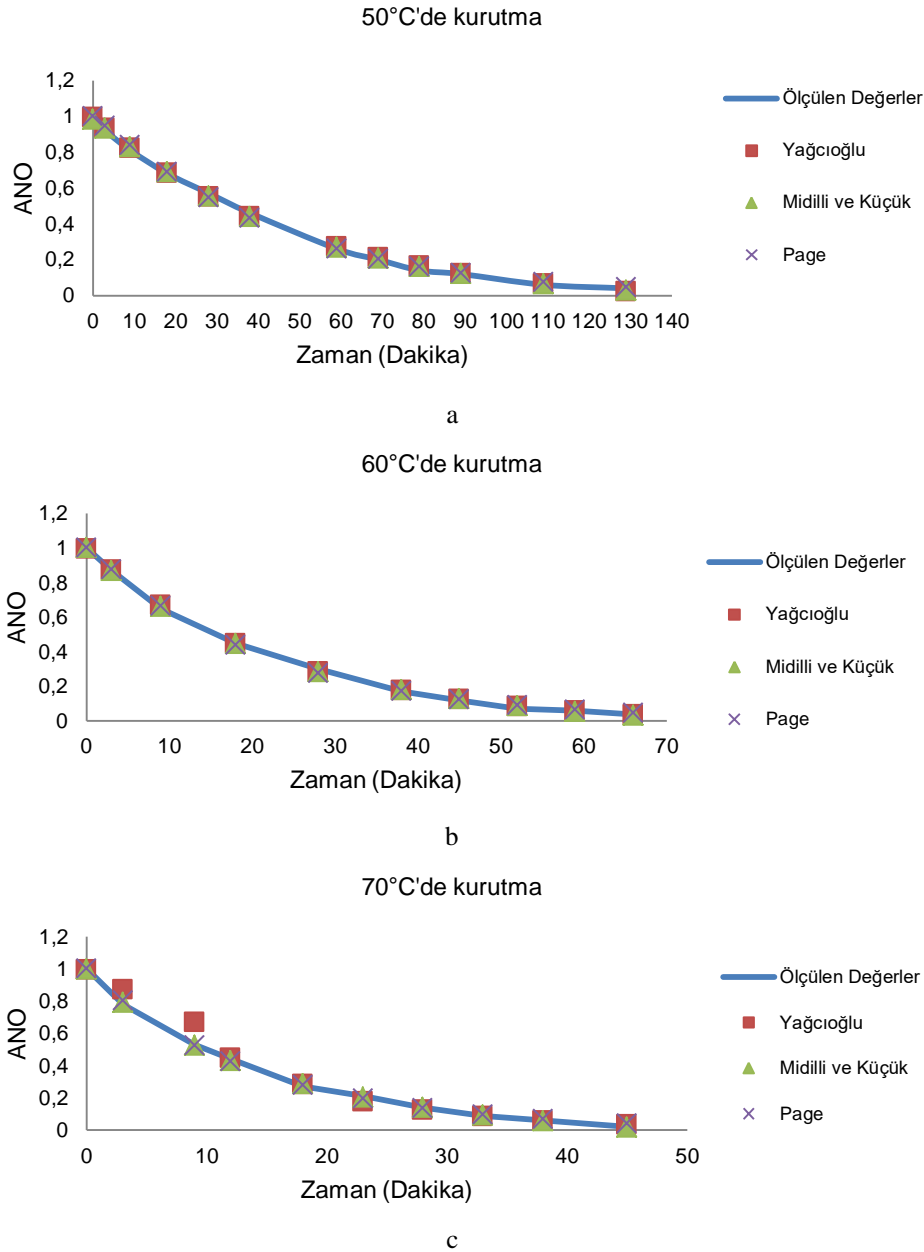 50°C'de kurutma
1,2
1
0,8
0,6
0,4
0,2
0
ANO
0 10 20 30 40 50 60 70 80 90 100 110 120 130 140
Zaman (Dakika)
Ölçülen Değerler
Yağcıoğlu
Midilli ve Küçük
Page
a
60°C'de kurutma
1,2
1
0,8
0,6
0,4
0,2
0
ANO
0 10 20 30 40 50 60 70
Zaman (Dakika)
Ölçülen Değerler
Yağcıoğlu
Midilli ve Küçük
Page
b
70°C'de kurutma
1,2
1
0,8
0,6
0,4
0,2
0
ANO
0 10 20 30 40 50
Zaman (Dakika)
Ölçülen Değerler
Yağcıoğlu
Midilli ve Küçük
Page
c